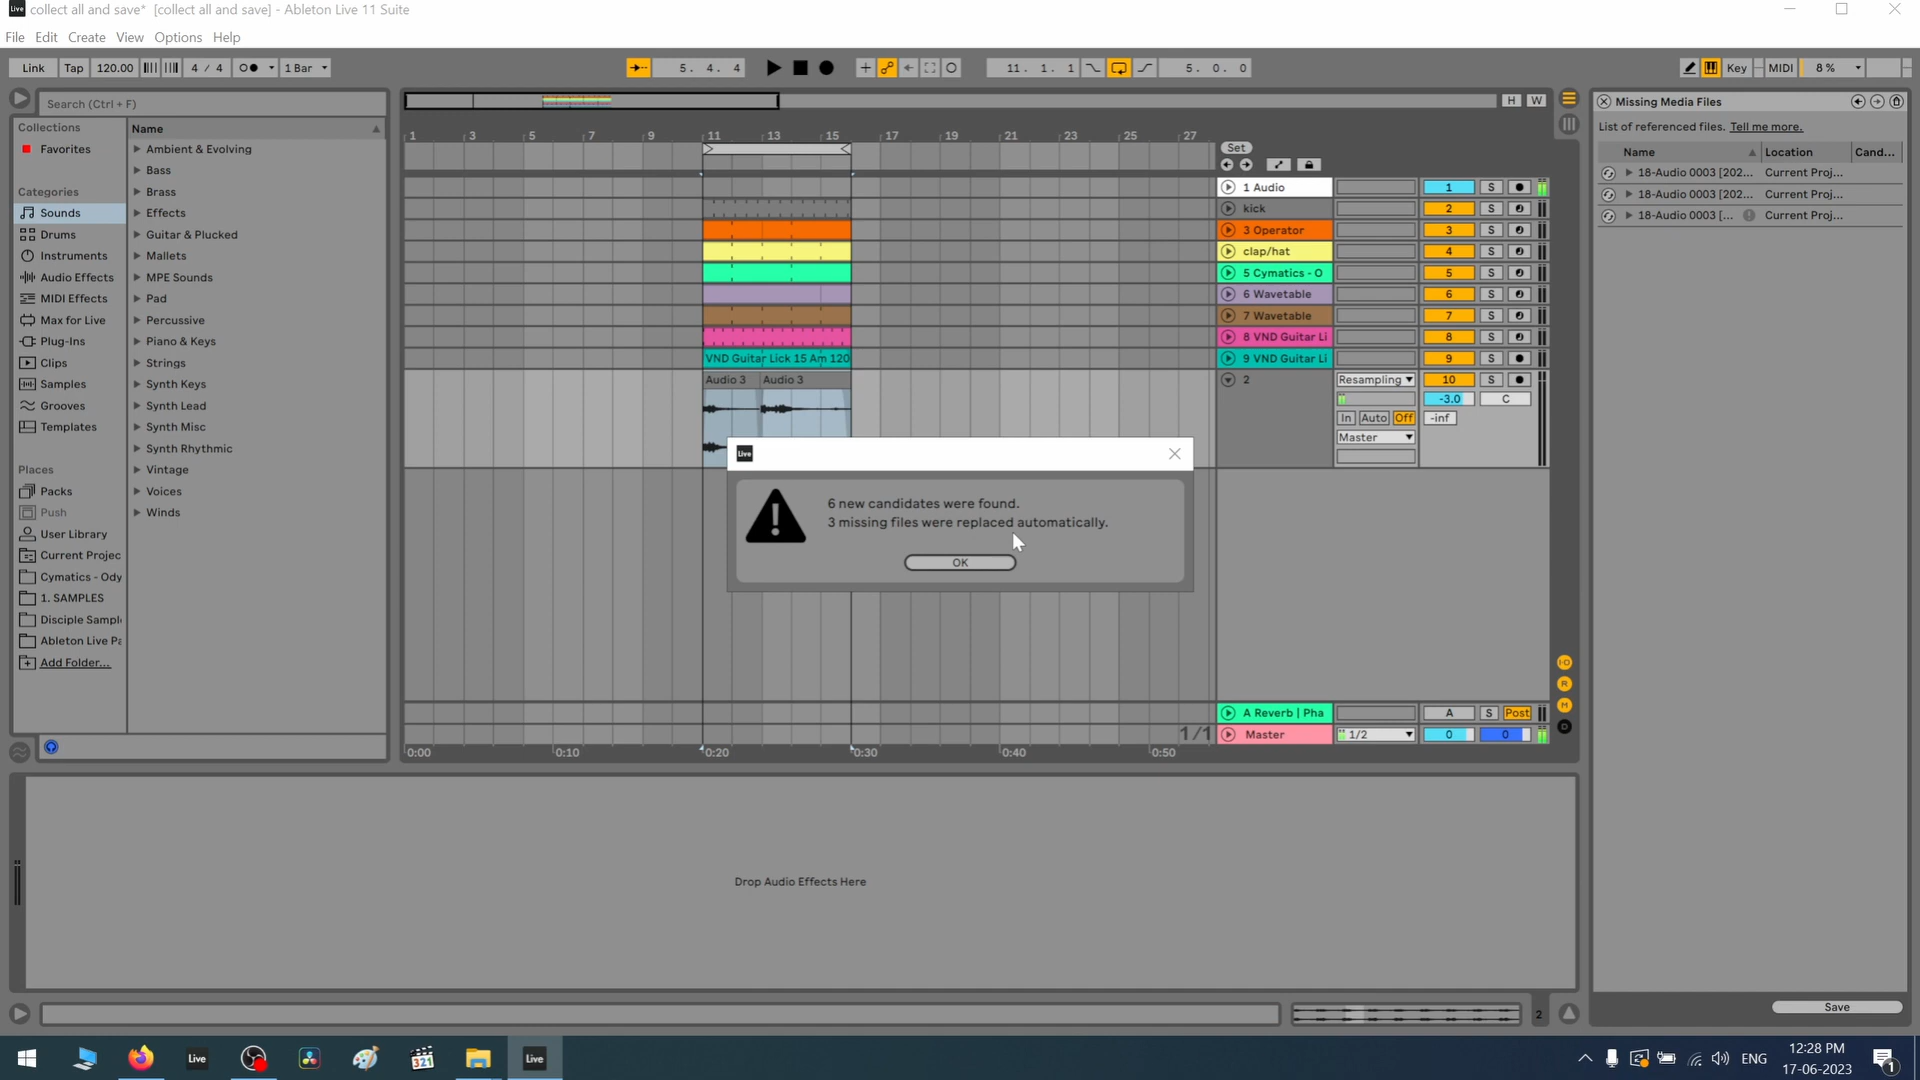 Live collect all and save* [collect all and save] - Ableton Live 11 Suite
File Edit Create View Options Help
Link Tap 120.00 4 / 4 1 Bar 5. 4. 4 11. 1. 1 5. 0. 0 Key MIDI 8 %
Search (Ctrl + F)
Collections
Favorites
Categories
Sounds
Drums
Instruments
Audio Effects
MIDI Effects
Max for Live
Plug-Ins
Clips
Samples
Grooves
Templates
Places
Packs
Push
User Library
Current Projec
Cymatics - Ody
1. SAMPLES
Disciple Sampl
Ableton Live Pa
Add Folder...
Name
Ambient & Evolving
Bass
Brass
Effects
Guitar & Plucked
Mallets
MPE Sounds
Pad
Percussive
Piano & Keys
Strings
Synth Keys
Synth Lead
Synth Misc
Synth Rhythmic
Vintage
Voices
Winds
H W
1 3 5 7 9 11 13 15 17 19 21 23 25 27
Set
1 Audio 1 S
kick 2 S
3 Operator 3 S
clap/hat 4 S
5 Cymatics - O 5 S
6 Wavetable 6 S
7 Wavetable 7 S
8 VND Guitar Li 8 S
VND Guitar Lick 15 Am 120 9 VND Guitar Li 9 S
Audio 3 Audio 3 2 Resampling 10 S
-3.0 C
In Auto Off -inf
Master
Live
6 new candidates were found.
3 missing files were replaced automatically.
OK
A Reverb | Pha A S Post
1/1 Master 1/2 0 0
0:00 0:10 0:20 0:30 0:40 0:50
I·O
R
M
D
Missing Media Files
List of referenced files. Tell me more.
Name Location Cand...
18-Audio 0003 [202... Current Proj...
18-Audio 0003 [202... Current Proj...
18-Audio 0003 [... Current Proj...
Save
Drop Audio Effects Here
2
Live 321 Live ENG
12:28 PM
17-06-2023
1